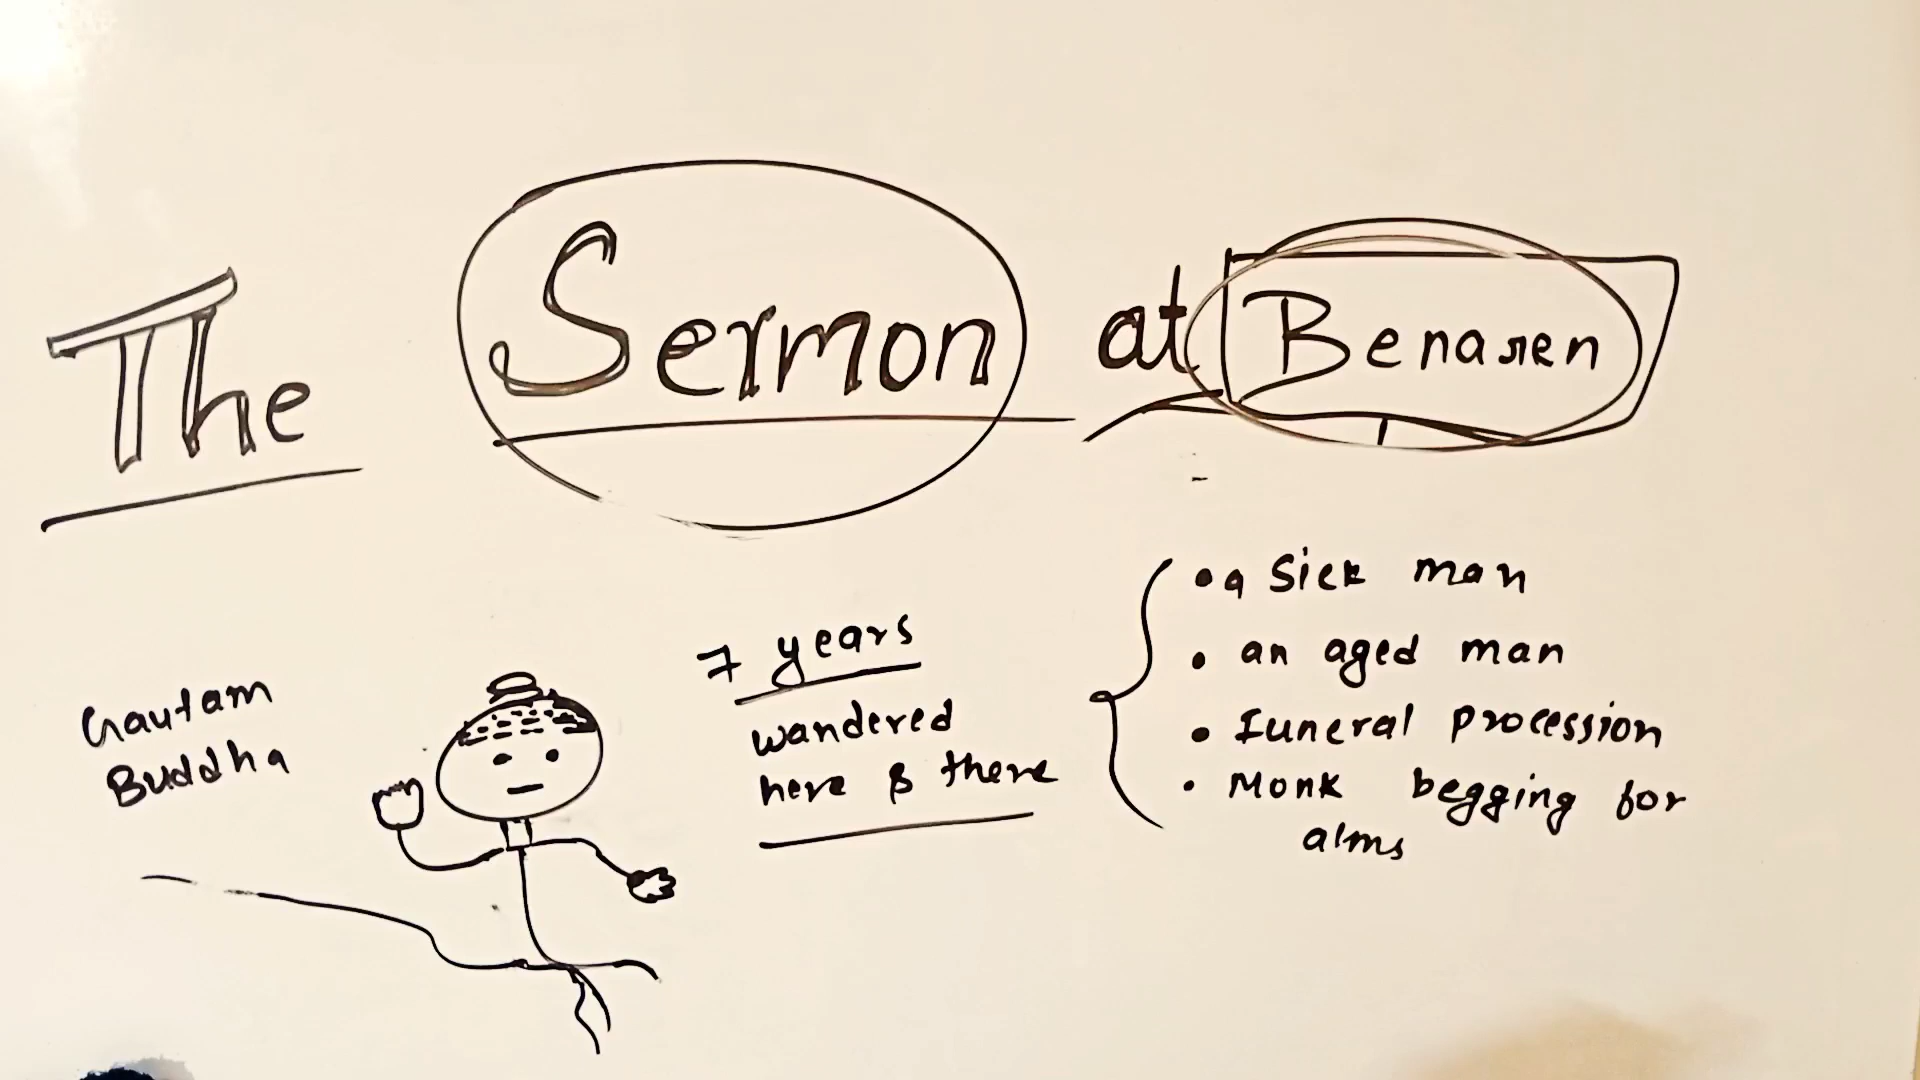 The Sermon at Benaren
Gautam
Buddha
7 years
wandered
here & there
• a Sick man
• an aged man
• Funeral procession
• Monk begging for
alms